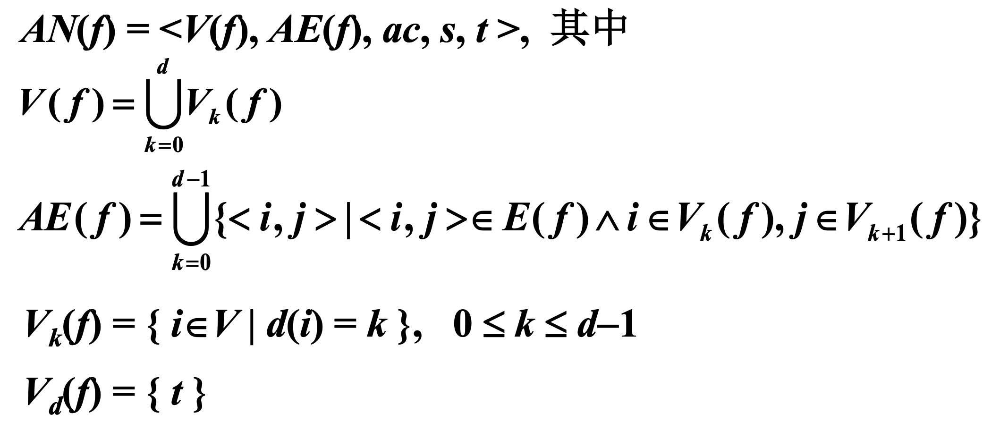 AN(f) = <V(f), AE(f), ac, s, t >, 其中
V(f) = ⋃_{k=0}^{d} V_k(f)
AE(f) = ⋃_{k=0}^{d−1} {< i, j > | < i, j >∈ E(f) ∧ i ∈ V_k(f), j ∈ V_{k+1}(f)}
V_k(f) = { i∈V | d(i) = k }, 0 ≤ k ≤ d−1
V_d(f) = { t }